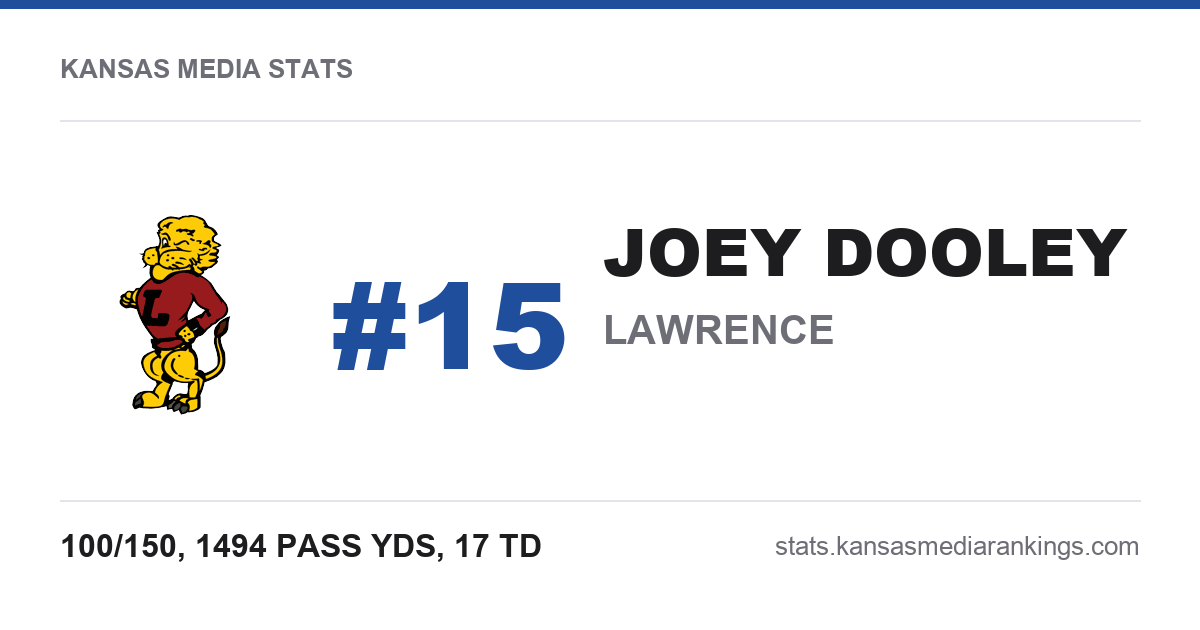 KANSAS MEDIA STATS
L
#15
JOEY DOOLEY
LAWRENCE
100/150, 1494 PASS YDS, 17 TD
stats.kansasmediarankings.com